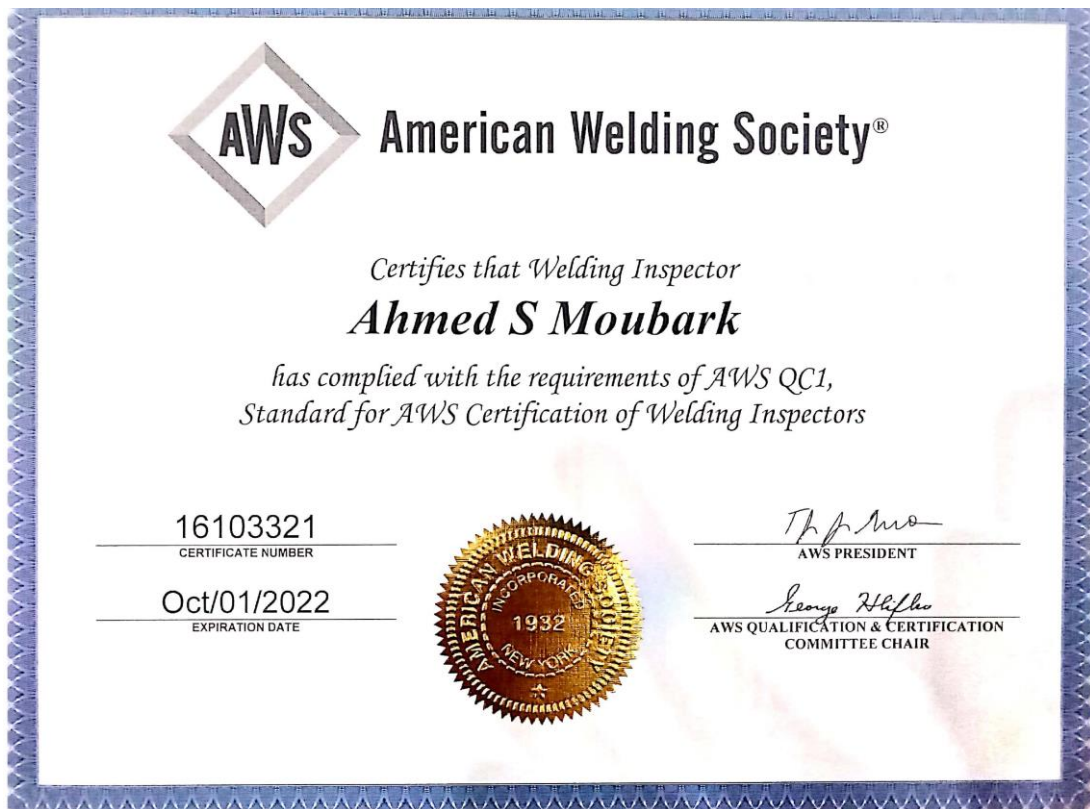 AWS
American Welding Society®
Certifies that Welding Inspector
Ahmed S Moubark
has complied with the requirements of AWS QC1,
Standard for AWS Certification of Welding Inspectors
16103321
CERTIFICATE NUMBER
Oct/01/2022
EXPIRATION DATE
AMERICAN WELDING SOCIETY
INCORPORATED
1932
NEW YORK
AWS PRESIDENT
AWS QUALIFICATION & CERTIFICATION
COMMITTEE CHAIR